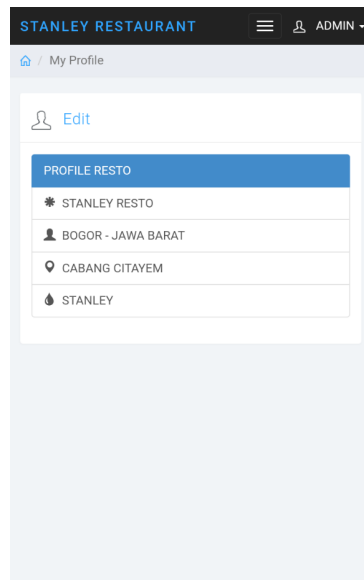 STANLEY RESTAURANT
ADMIN
/ My Profile
Edit
PROFILE RESTO
STANLEY RESTO
BOGOR - JAWA BARAT
CABANG CITAYEM
STANLEY